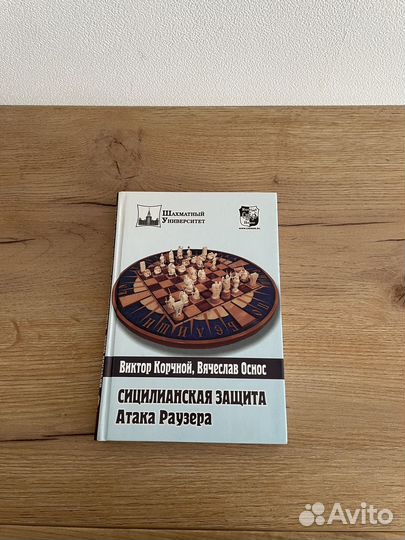 Шахматный
Университет
Виктор Корчной, Вячеслав Оснос
СИЦИЛИАНСКАЯ ЗАЩИТА
Атака Раузера
Avito